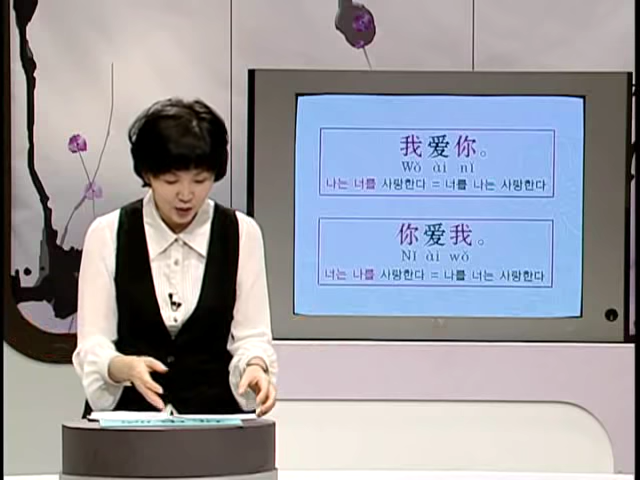 我爱你。
Wǒ ài nǐ
나는 너를 사랑한다 = 너를 나는 사랑한다
你爱我。
Nǐ ài wǒ
너는 나를 사랑한다 = 나를 너는 사랑한다